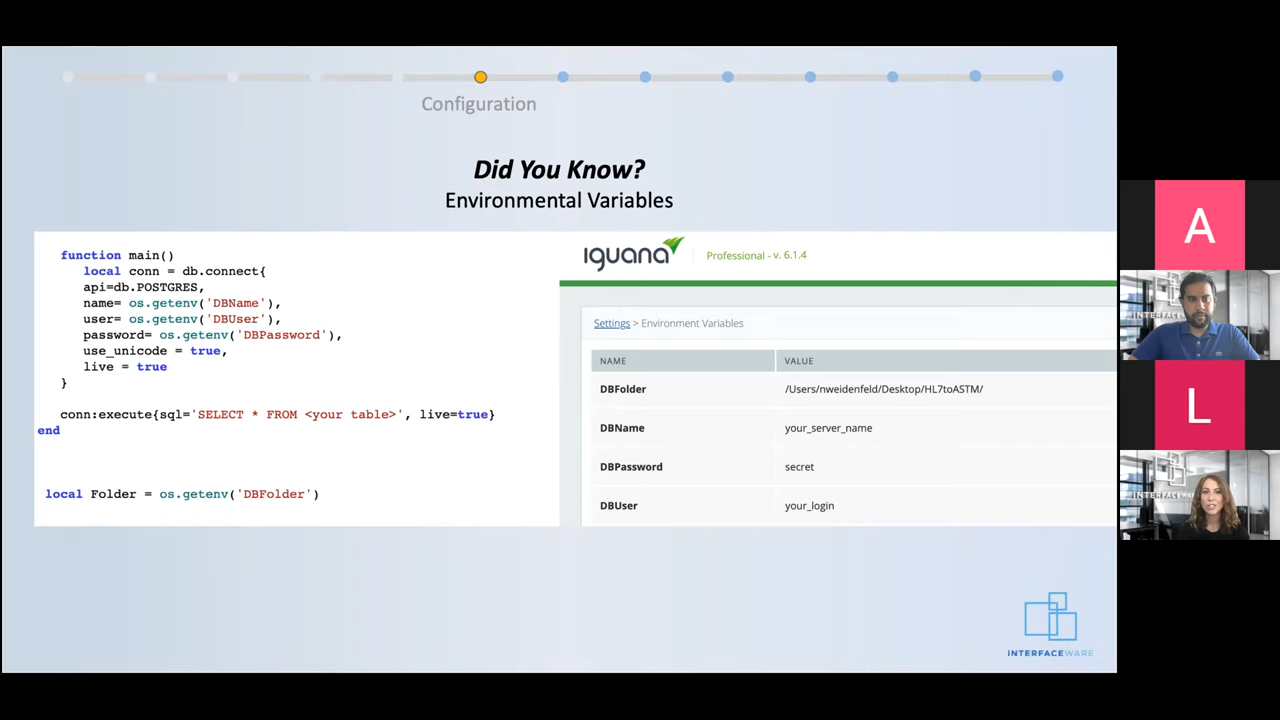 Configuration
Did You Know?
Environmental Variables
function main()
local conn = db.connect{
api=db.POSTGRES,
name= os.getenv('DBName'),
user= os.getenv('DBUser'),
password= os.getenv('DBPassword'),
use_unicode = true,
live = true
}
conn:execute{sql='SELECT * FROM <your table>', live=true}
end
local Folder = os.getenv('DBFolder')
iguana
Professional - v. 6.1.4
Settings > Environment Variables
NAME VALUE
DBFolder /Users/nweidenfeld/Desktop/HL7toASTM/
DBName your_server_name
DBPassword secret
DBUser your_login
INTERFACEWARE
A
L